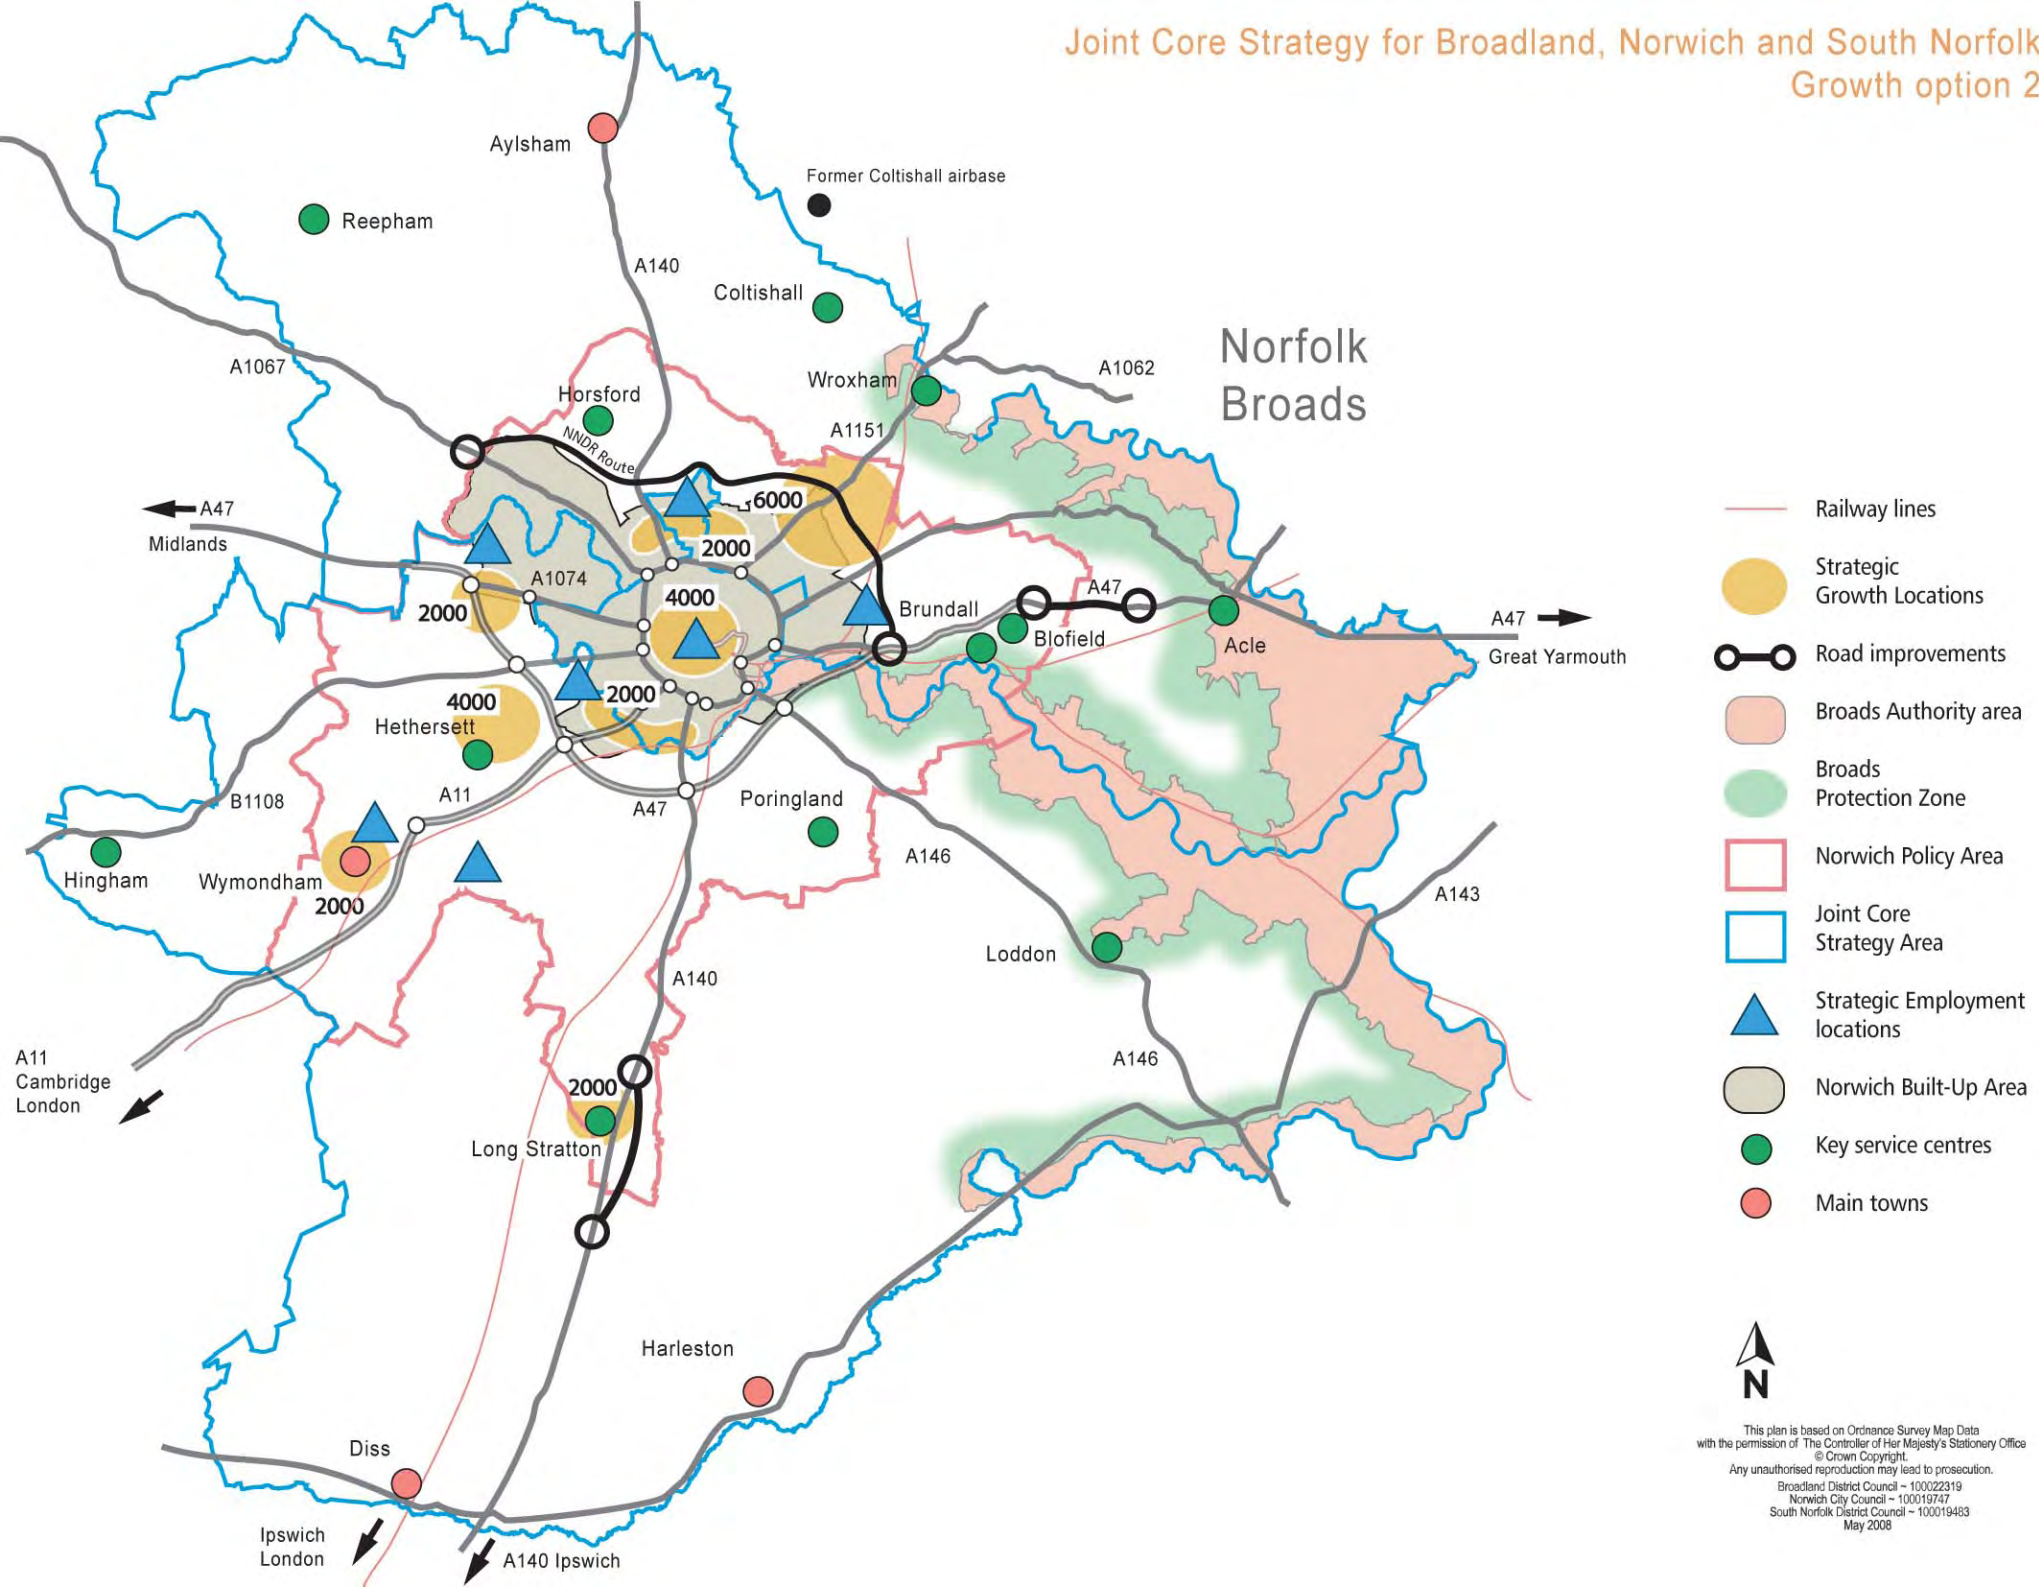 Joint Core Strategy for Broadland, Norwich and South Norfolk
Growth option 2
Aylsham
Former Coltishall airbase
Reepham
A140
Coltishall
Norfolk
Broads
A1067
Wroxham
A1062
Horsford
A1151
NNDR Route
6000
A47
Midlands
2000
A1074
4000
2000
Brundall
A47
Blofield
Acle
A47
Great Yarmouth
4000
Hethersett
2000
B1108
A11
A47
Poringland
A146
Hingham
Wymondham
2000
A143
Loddon
A140
A11
Cambridge
London
2000
A146
Long Stratton
Harleston
Diss
Ipswich
London
A140 Ipswich
Railway lines
Strategic
Growth Locations
Road improvements
Broads Authority area
Broads
Protection Zone
Norwich Policy Area
Joint Core
Strategy Area
Strategic Employment
locations
Norwich Built-Up Area
Key service centres
Main towns
N
This plan is based on Ordnance Survey Map Data
with the permission of The Controller of Her Majesty's Stationery Office
© Crown Copyright.
Any unauthorised reproduction may lead to prosecution.
Broadland District Council ~ 100022319
Norwich City Council ~ 100019747
South Norfolk District Council ~ 100019483
May 2008